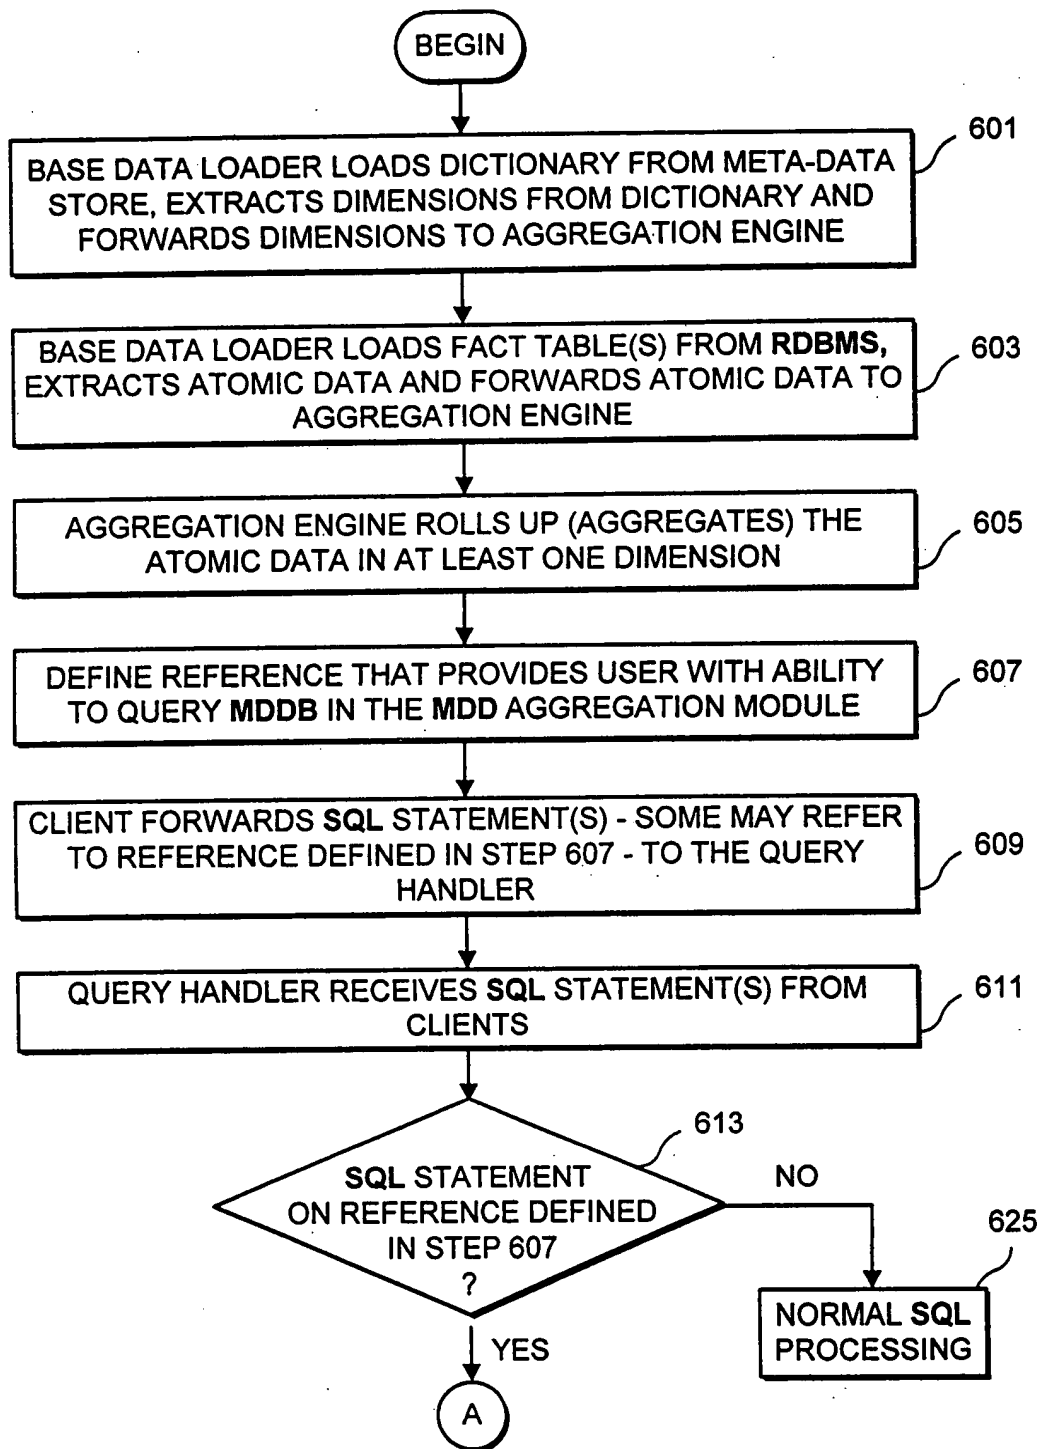 BEGIN
601
BASE DATA LOADER LOADS DICTIONARY FROM META-DATA
STORE, EXTRACTS DIMENSIONS FROM DICTIONARY AND
FORWARDS DIMENSIONS TO AGGREGATION ENGINE
603
BASE DATA LOADER LOADS FACT TABLE(S) FROM RDBMS,
EXTRACTS ATOMIC DATA AND FORWARDS ATOMIC DATA TO
AGGREGATION ENGINE
605
AGGREGATION ENGINE ROLLS UP (AGGREGATES) THE
ATOMIC DATA IN AT LEAST ONE DIMENSION
607
DEFINE REFERENCE THAT PROVIDES USER WITH ABILITY
TO QUERY MDDB IN THE MDD AGGREGATION MODULE
609
CLIENT FORWARDS SQL STATEMENT(S) - SOME MAY REFER
TO REFERENCE DEFINED IN STEP 607 - TO THE QUERY
HANDLER
611
QUERY HANDLER RECEIVES SQL STATEMENT(S) FROM
CLIENTS
613
SQL STATEMENT
ON REFERENCE DEFINED
IN STEP 607
?
NO
625
NORMAL SQL
PROCESSING
YES
A